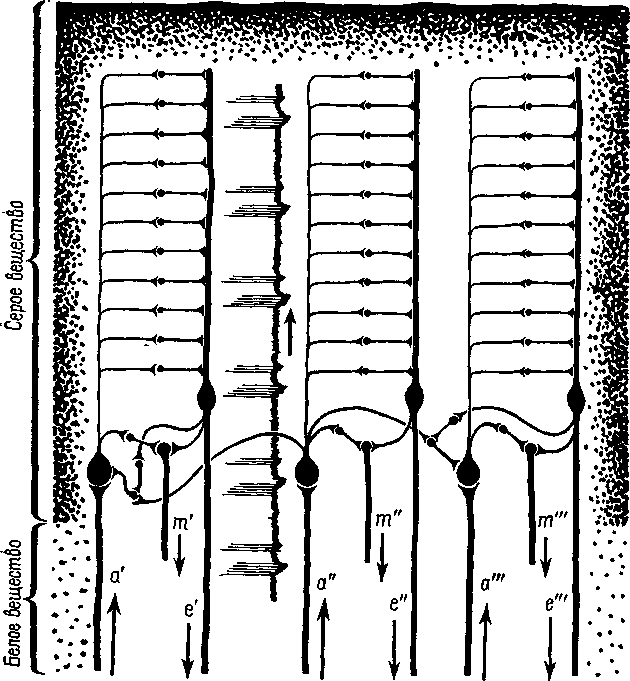 Серое вещество
Белое вещество
m′
m″
m‴
a′
a″
a‴
e′
e″
e‴